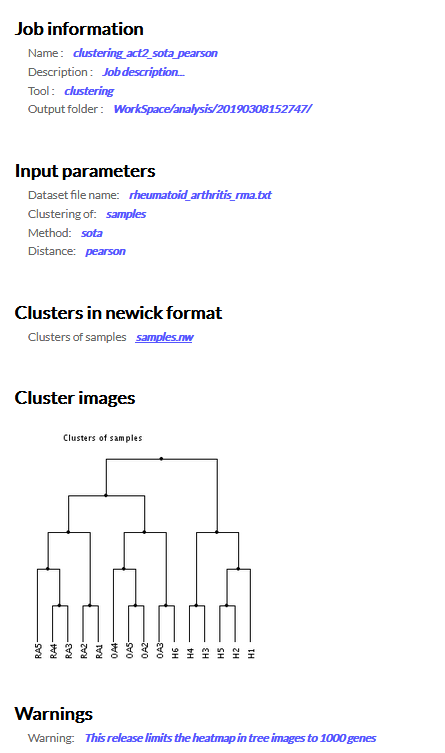 Job information
Name : clustering_act2_sota_pearson
Description : Job description...
Tool : clustering
Output folder : WorkSpace/analysis/20190308152747/
Input parameters
Dataset file name: rheumatoid_arthritis_rma.txt
Clustering of: samples
Method: sota
Distance: pearson
Clusters in newick format
Clusters of samples samples.nw
Cluster images
Clusters of samples
RA5 RA4 RA3 RA2 RA1 OA4 OA5 OA2 OA3 H6 H4 H3 H5 H2 H1
Warnings
Warning: This release limits the heatmap in tree images to 1000 genes